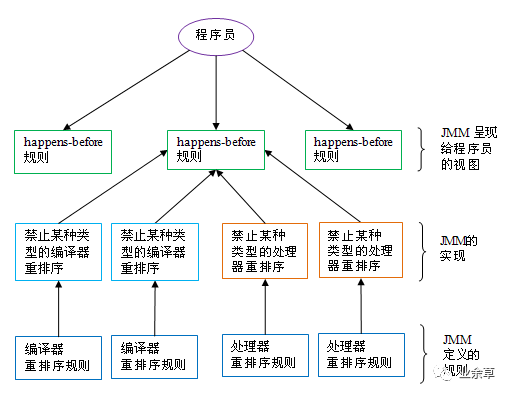 程序员
happens-before
规则
happens-before
规则
happens-before
规则
JMM 呈现
给程序员
的视图
禁止某种类
型的编译器
重排序
禁止某种类
型的编译器
重排序
禁止某种
类型的处理
器重排序
禁止某种
类型的处理
器重排序
JMM的
实现
编译器
重排序规则
编译器
重排序规则
处理器
重排序规则
处理器
重排序规则
JMM
定义的
规则
业余草